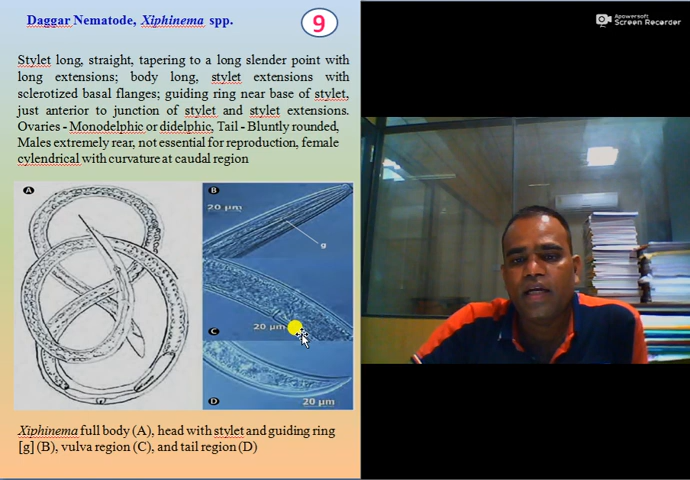 Daggar Nematode, Xiphinema spp.
9
Stylet long, straight, tapering to a long slender point with
long extensions; body long, stylet extensions with
sclerotized basal flanges; guiding ring near base of stylet,
just anterior to junction of stylet and stylet extensions.
Ovaries - Monodelphic or didelphic, Tail - Bluntly rounded,
Males extremely rear, not essential for reproduction, female
cylendrical with curvature at caudal region
A
B
20 µm
g
C
20 µm
D
20 µm
Xiphinema full body (A), head with stylet and guiding ring
[g] (B), vulva region (C), and tail region (D)
Apowersoft
Screen Recorder